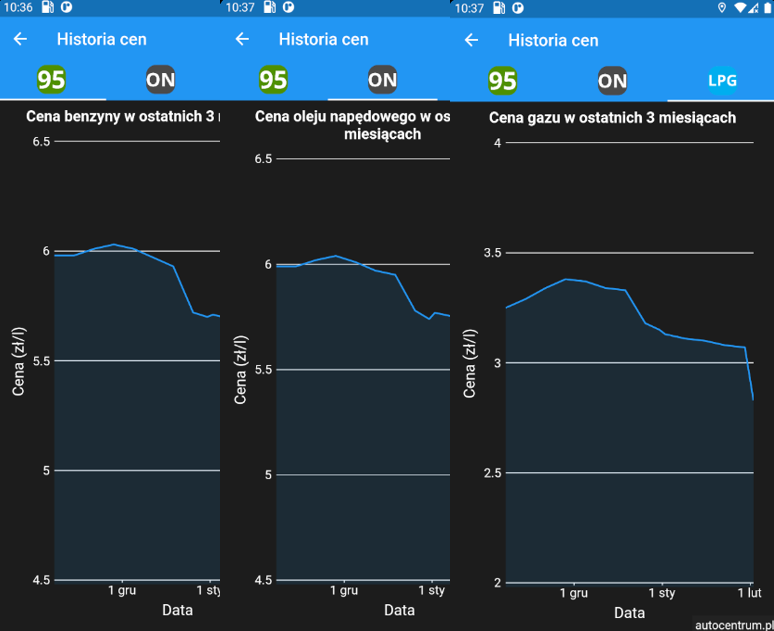 10:36
Historia cen
95 ON
Cena benzyny w ostatnich 3
6.5
6
5.5
5
4.5
Cena (zł/l)
1 gru 1 sty
Data
10:37
Historia cen
95 ON
Cena oleju napędowego w os
miesiącach
6.5
6
5.5
5
4.5
Cena (zł/l)
1 gru 1 sty
Data
10:37
Historia cen
95 ON LPG
Cena gazu w ostatnich 3 miesiącach
4
3.5
3
2.5
2
Cena (zł/l)
1 gru 1 sty 1 lut
Data
autocentrum.pl